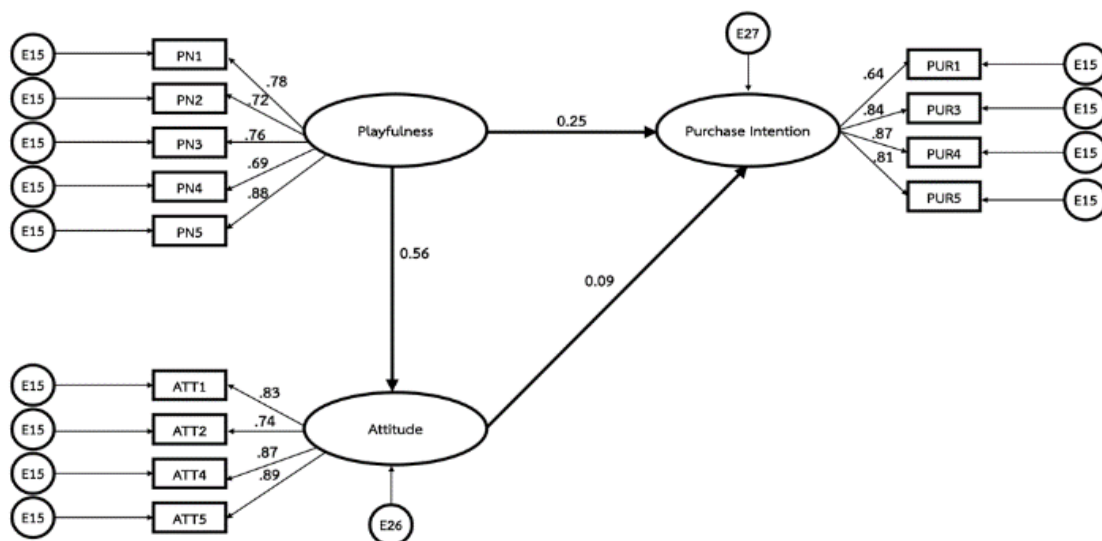 E27
E15 PN1 PUR1 E15
.78 .64
E15 PN2 .72 .84 PUR3 E15
Playfulness 0.25 Purchase Intention
E15 PN3 .76 .87 PUR4 E15
E15 PN4 .69 .81
.88 PUR5 E15
E15 PN5
0.56
0.09
E15 ATT1 .83
E15 ATT2 .74 Attitude
.87
E15 ATT4 .89
E15 ATT5 E26